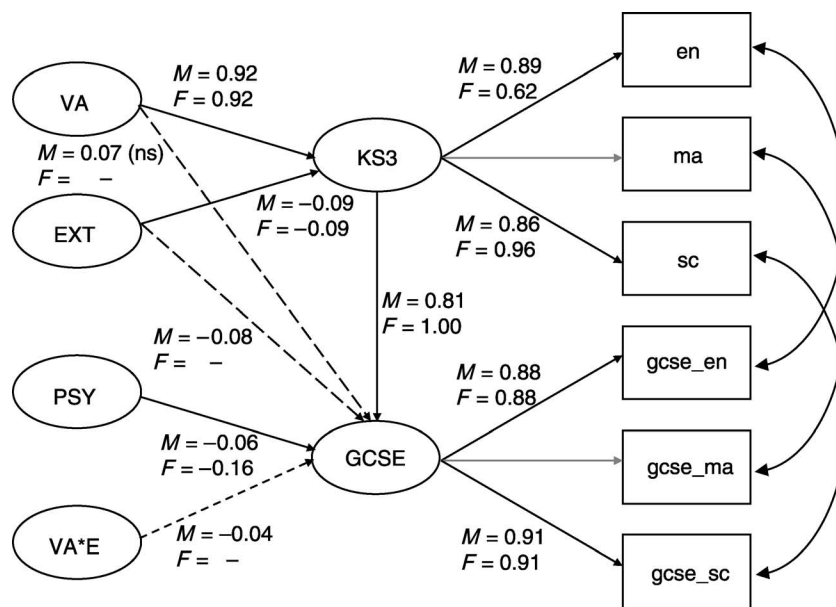 en
M = 0.89
F = 0.62
M = 0.92
F = 0.92
VA
ma
KS3
M = 0.07 (ns)
F = –
M = −0.09
F = −0.09
EXT
M = 0.86
F = 0.96
sc
M = 0.81
F = 1.00
M = −0.08
F = –
gcse_en
M = 0.88
F = 0.88
PSY
M = −0.06
F = −0.16
GCSE
gcse_ma
M = −0.04
F = –
VA*E
M = 0.91
F = 0.91
gcse_sc